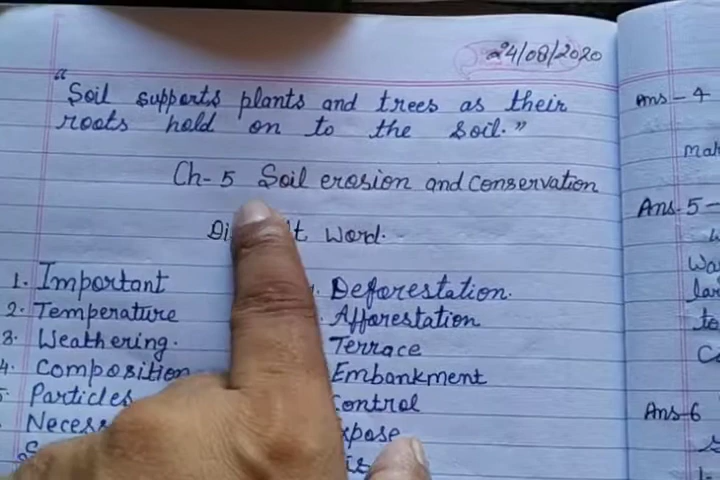 24/08/2020
"Soil supports plants and trees as their
roots hold on to the soil."
Ch-5 Soil erosion and conservation
Word.
1. Important
2. Temperature
3. Weathering.
4. Composition
Particles
Deforestation.
Afforestation
Terrace
Embankment
Control
Ans-4
Ans.5-
to
Ans 6